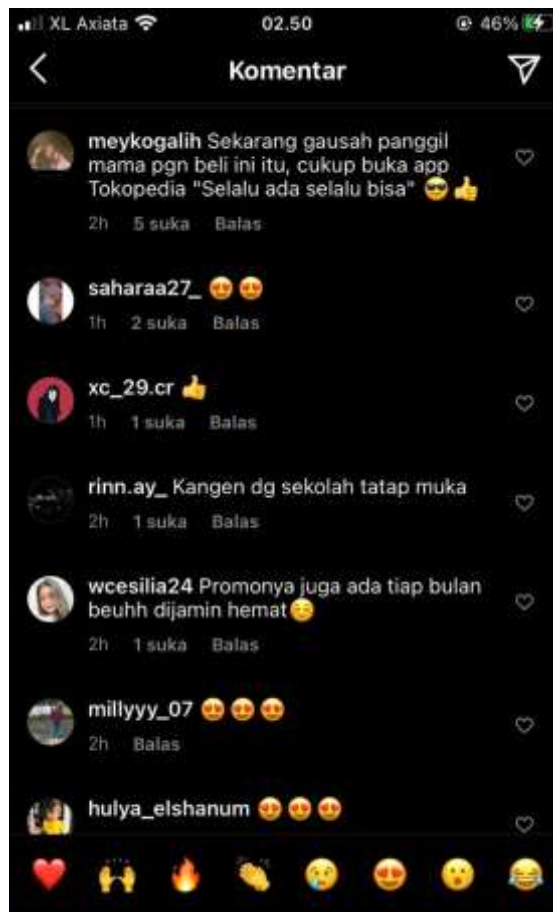 XL Axiata 02.50 46%
Komentar
meykogalih Sekarang gausah panggil
mama pgn beli ini itu, cukup buka app
Tokopedia "Selalu ada selalu bisa" 😎👍
2h 5 suka Balas
saharaa27_ 😍😍
1h 2 suka Balas
xc_29.cr 👍
1h 1 suka Balas
rinn.ay_ Kangen dg sekolah tatap muka
2h 1 suka Balas
wcesilia24 Promonya juga ada tiap bulan
beuhh dijamin hemat☺️
2h 1 suka Balas
millyyy_07 😍😍😍
2h Balas
hulya_elshanum 😍😍😍
❤️ 🙌 🔥 👏 😢 😍 😮 😂